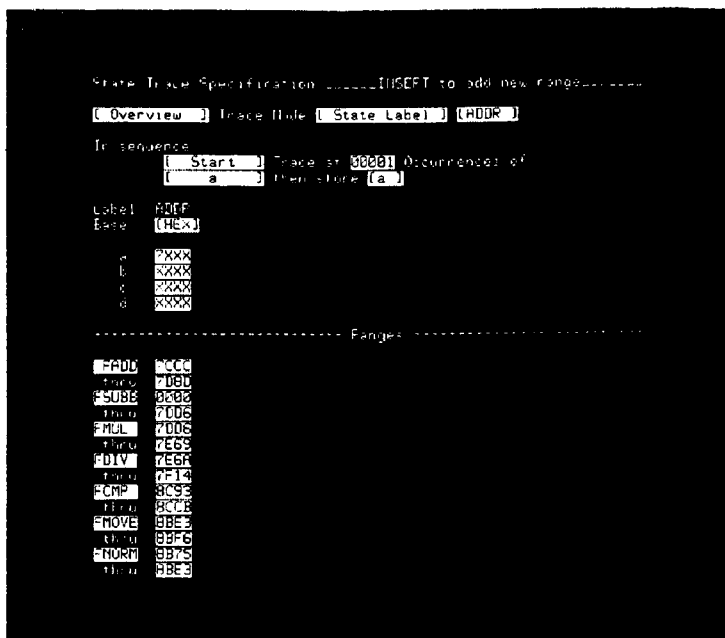 State Trace Specification ......INSERT to add new range.......
[ Overview ] Trace Mode [ State Label ] [ADDR ]
In sequence
[ Start ] Trace at 00001 Occurrences of
[ a ] then store [a ]
Label ADDR
Base [HEX]
a 7XXX
b XXXX
c XXXX
d XXXX
---------------------------- Ranges ----------------------------
FADD 7CCC
thru 7DBD
FSUBB 0000
thru 7DD6
FMUL 7DD6
thru 7E69
FDIV 7E6A
thru 7F14
FCMP 8C93
thru 8CCB
FMOVE 8BE3
thru 8BF6
FNORM 8B75
thru 8BE3